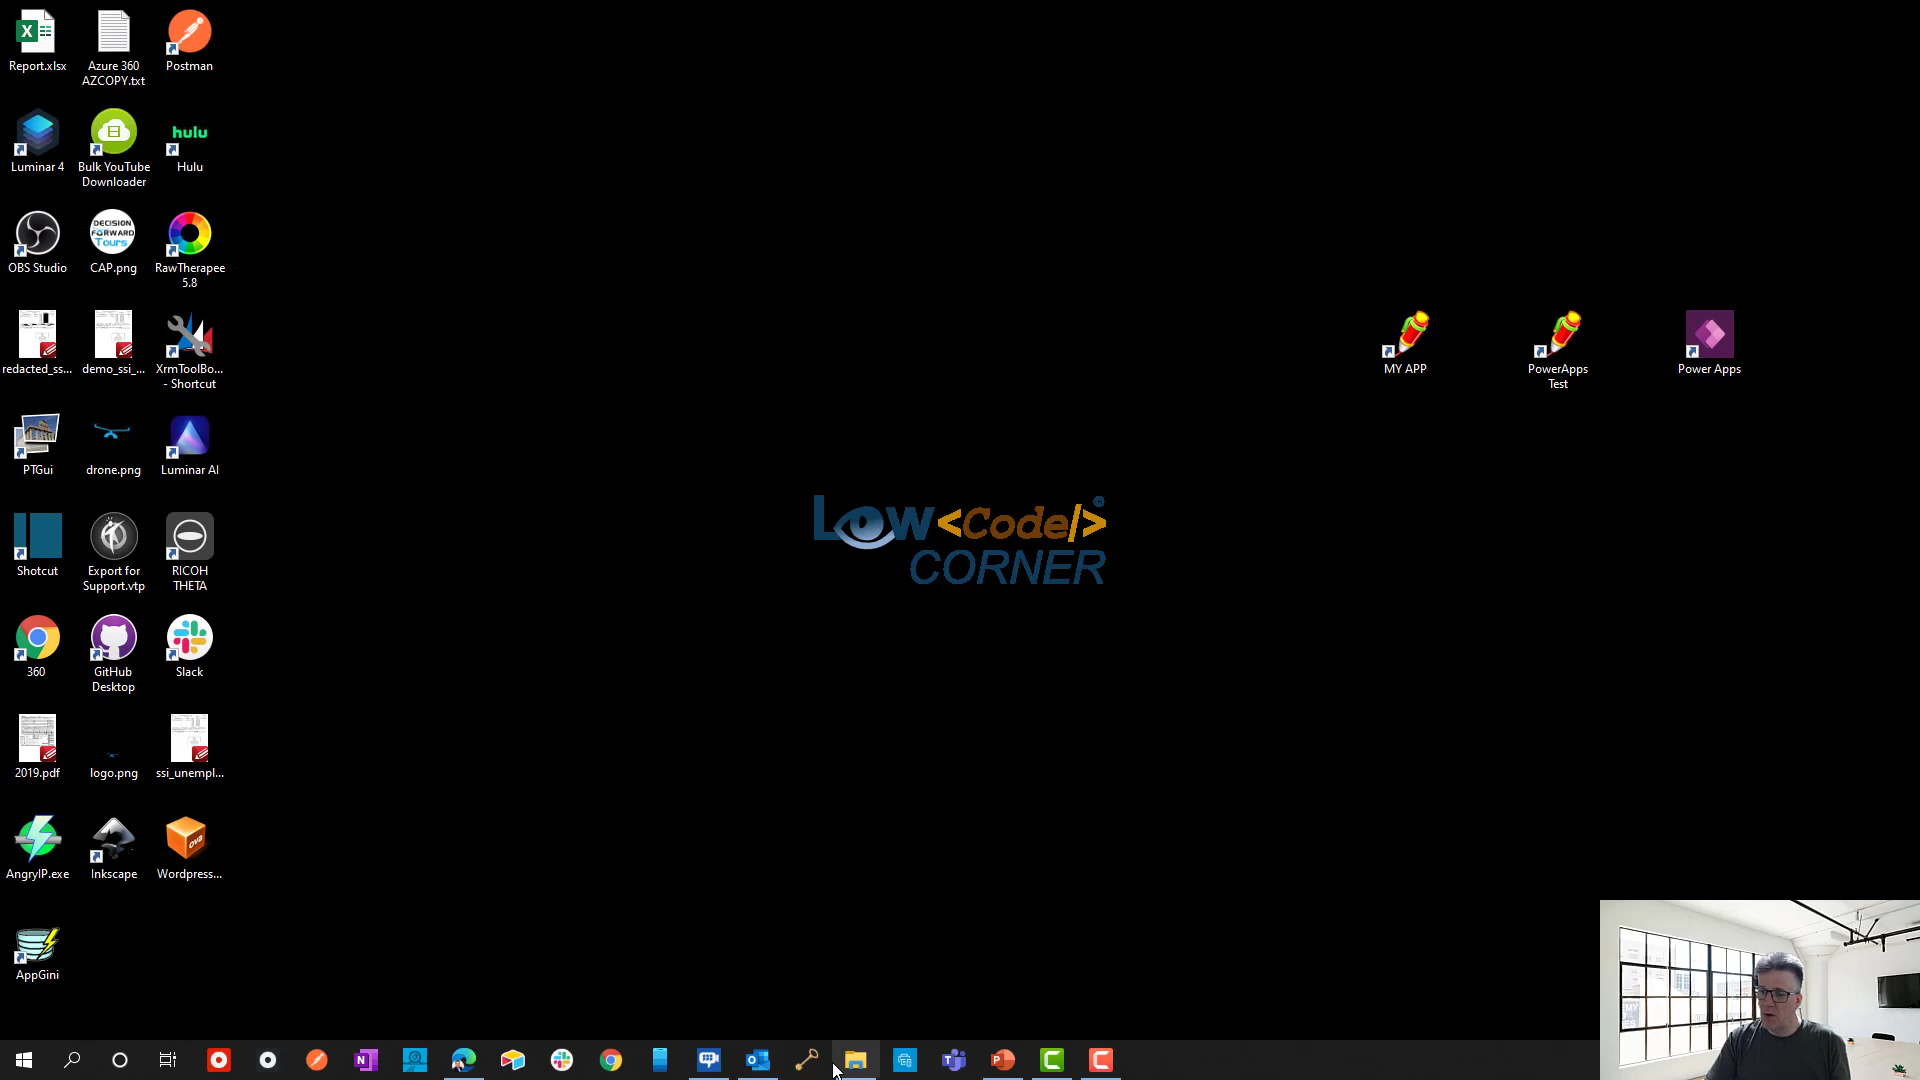 Report.xlsx
Azure 360
AZCOPY.txt
Postman
Luminar 4
Bulk YouTube
Downloader
hulu
Hulu
OBS Studio
DECISION
FORWARD
Tours
CAP.png
RawTherapee
5.8
redacted_ss...
demo_ssi_...
XrmToolBo...
- Shortcut
MY APP
PowerApps
Test
Power Apps
PTGui
drone.png
Luminar AI
Low <Code/>
CORNER
Shotcut
Export for
Support.vtp
RICOH
THETA
360
GitHub
Desktop
Slack
2019.pdf
logo.png
ssi_unempl...
AngryIP.exe
Inkscape
ova
Wordpress...
AppGini